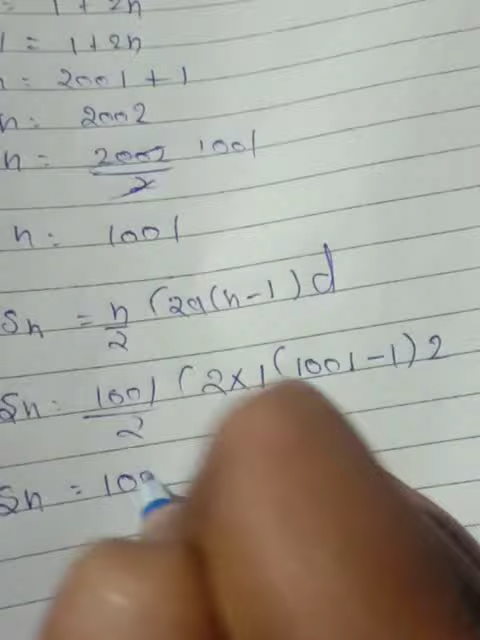 = 1 + 2n
1 = 1 + 2n
n = 2001 + 1
n = 2002
n = 2002/2 1001
n = 1001
Sn = n/2 (2a(n-1)d
Sn = 1001/2 (2×1(1001-1)2
Sn = 100